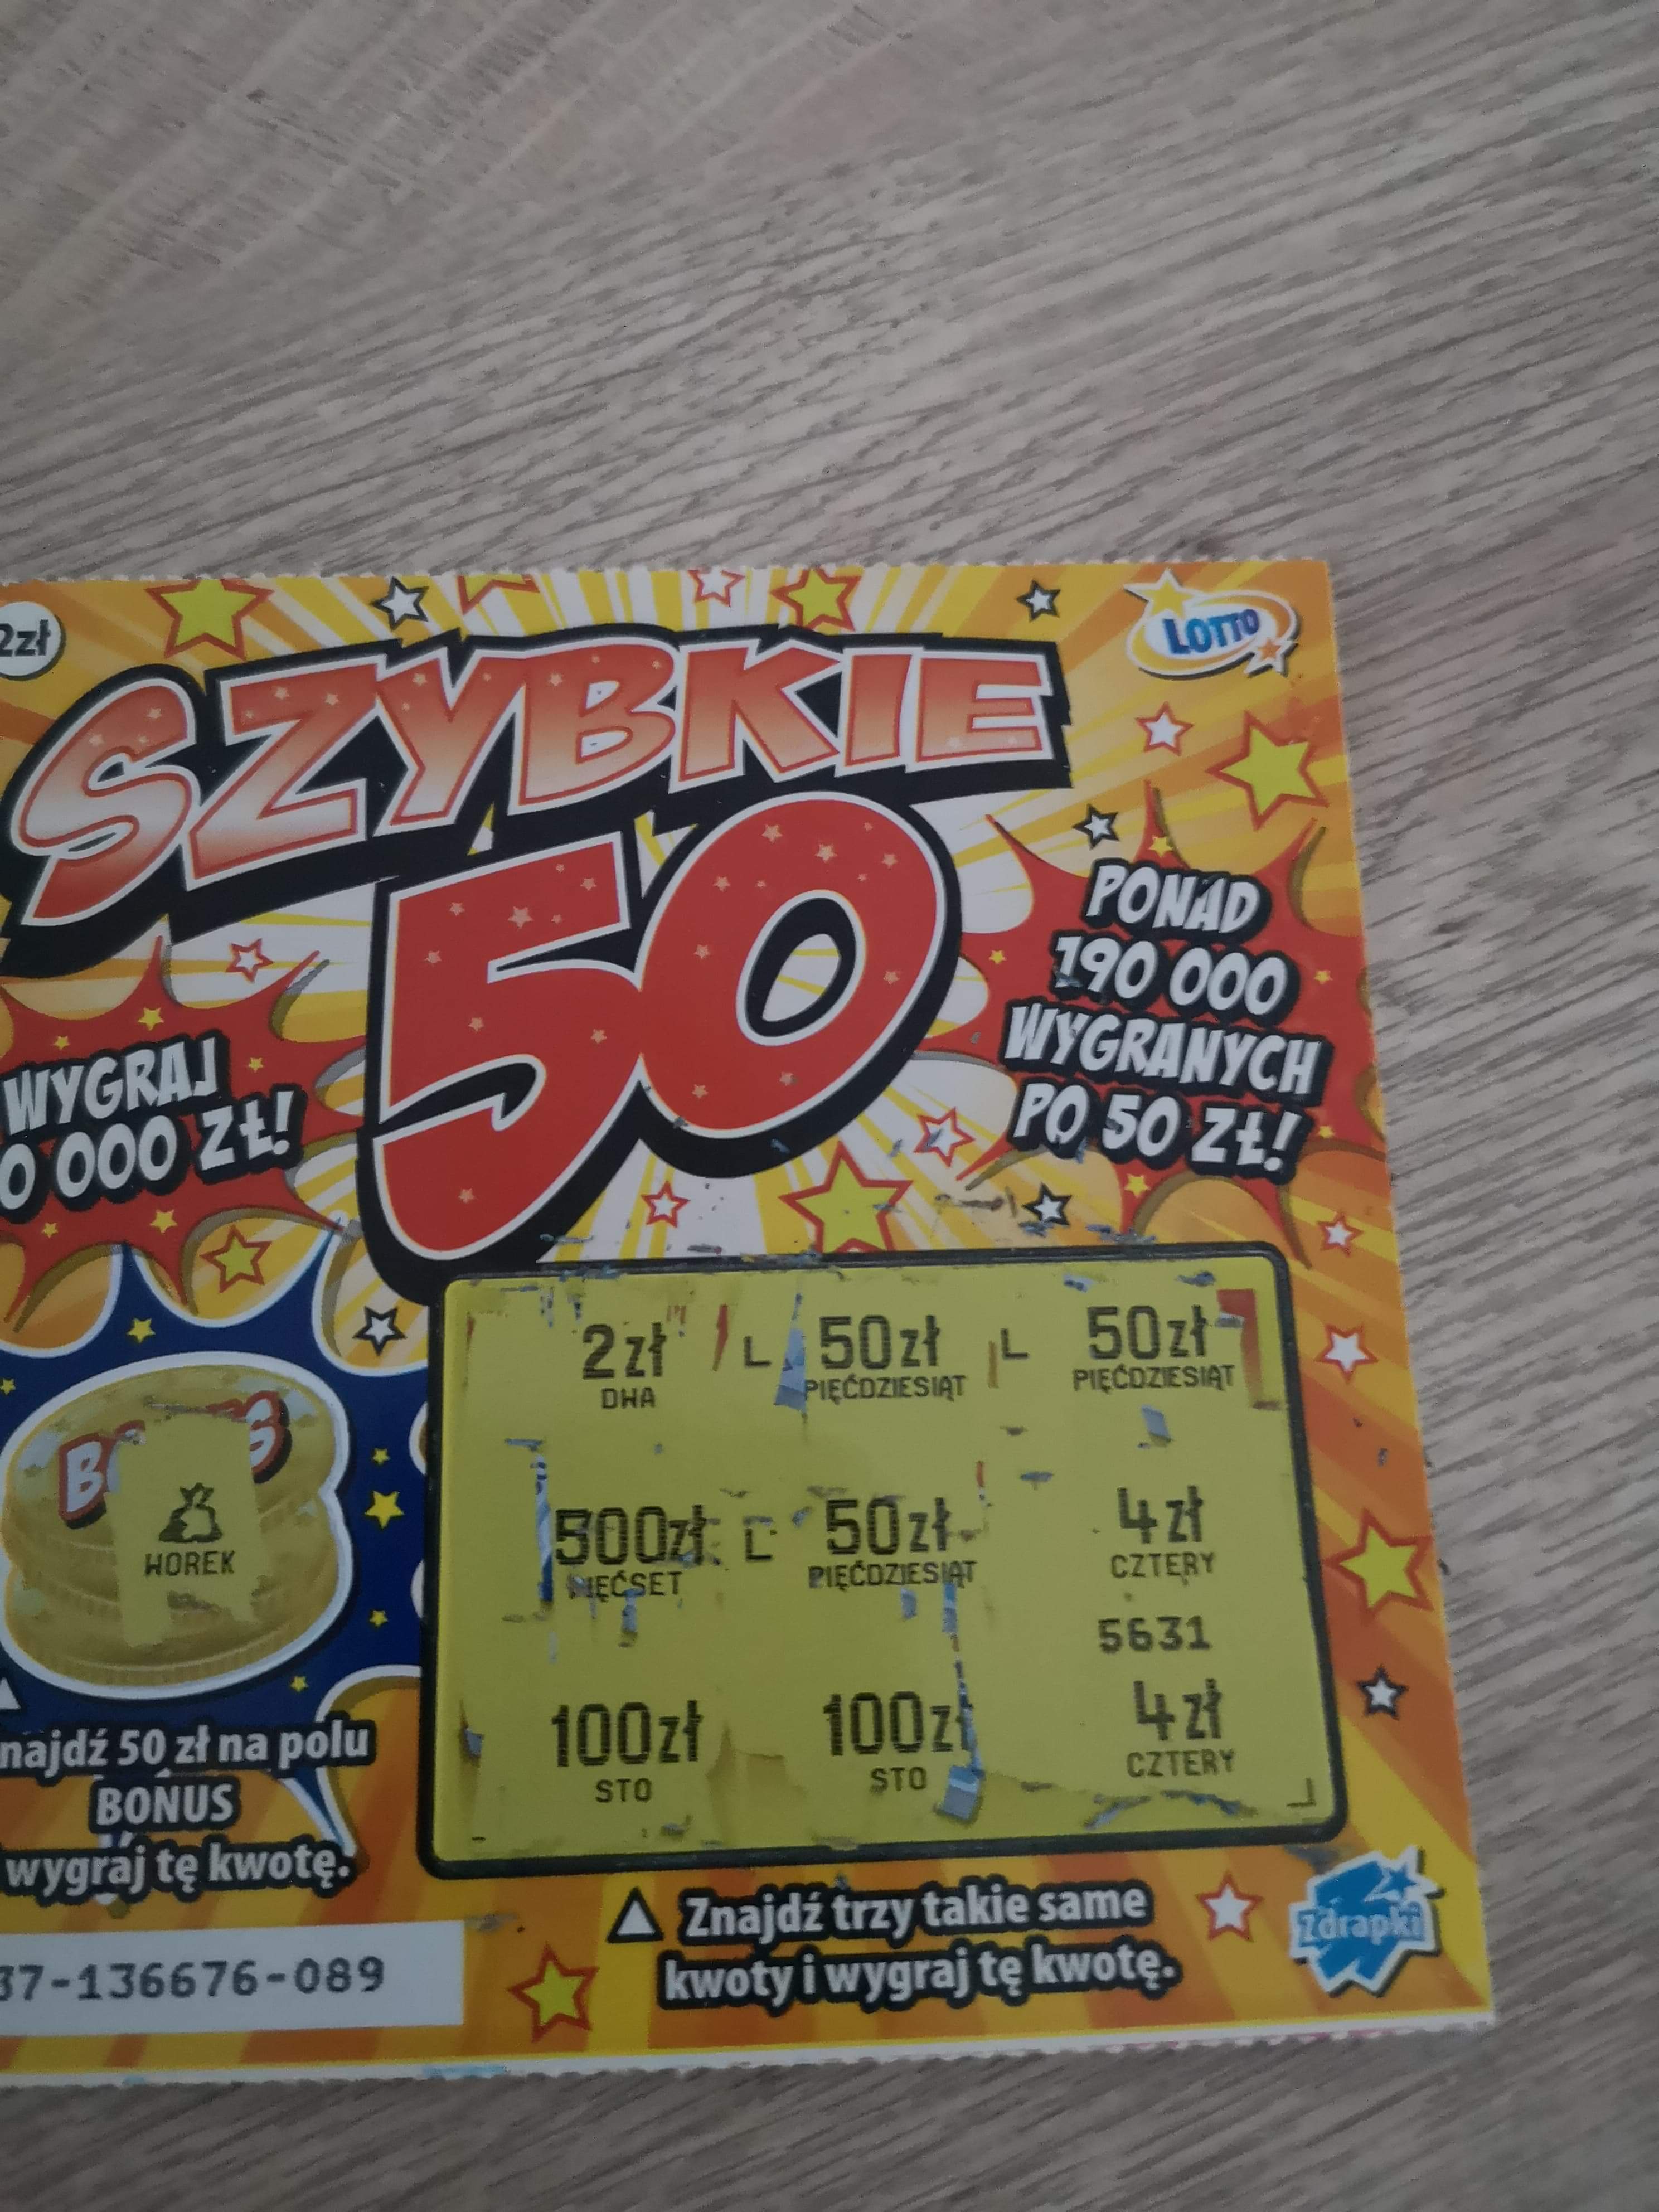 2zł
LOTTO
SZYBKIE
50
PONAD
190 000
WYGRANYCH
PO 50 ZŁ!
WYGRAJ
0 000 ZŁ!
2zł L 50zł L 50zł
DWA PIĘĆDZIESIĄT PIĘĆDZIESIĄT
WOREK
500zł L 50zł 4zł
PIĘĆSET PIĘĆDZIESIĄT CZTERY
5631
100zł 100zł 4zł
STO STO CZTERY
najdź 50 zł na polu
BONUS
wygraj tę kwotę.
Znajdź trzy takie same
kwoty i wygraj tę kwotę.
Zdrapki
37-136676-089